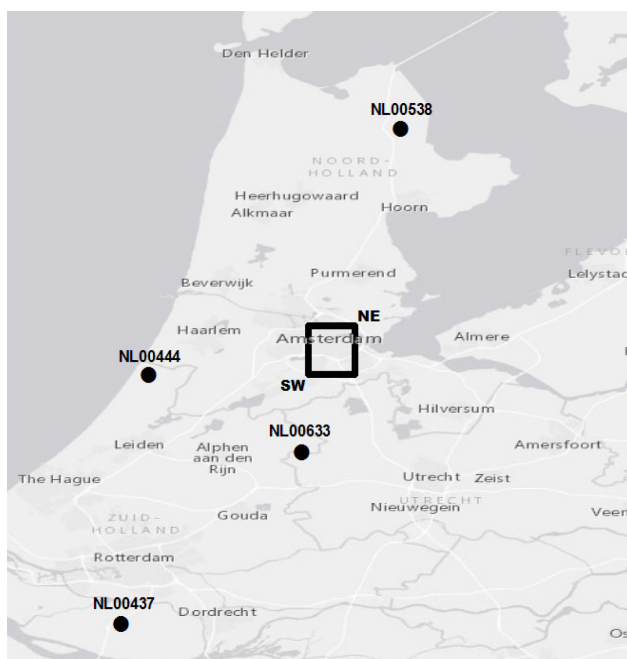 Den Helder
NL00538
NOORD-
HOLLAND
Heerhugowaard
Alkmaar
Hoorn
FLEVO
Lelystad
Purmerend
Beverwijk
NE
Haarlem
Amsterdam
Almere
NL00444
SW
Hilversum
Leiden
Alphen
aan den
Rijn
NL00633
Amersfoort
The Hague
Utrecht
Zeist
UTRECHT
Gouda
Nieuwegein
Veen
ZUID-
HOLLAND
Rotterdam
NL00437
Dordrecht
Os